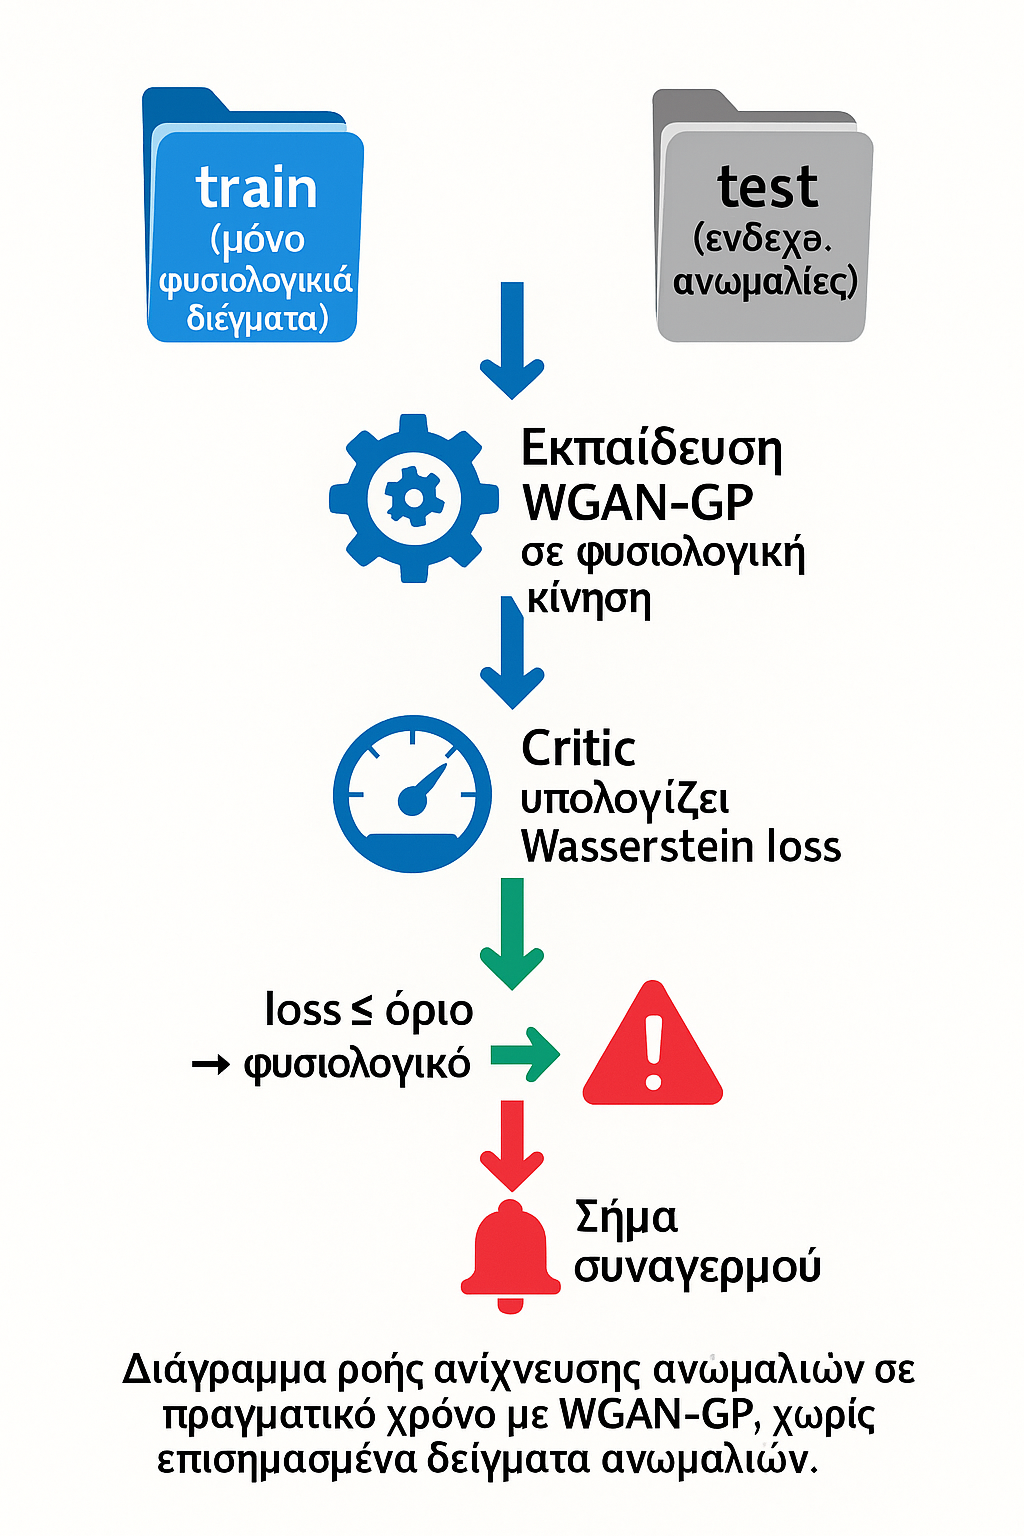 train
(μόνο
φυσιολογικιά
διέγματα)
test
(ενδεχə.
ανωμαλίες)
Εκπαίδευση
WGAN-GP
σε φυσιολογική
κίνηση
Critic
υπολογίζει
Wasserstein loss
loss ≤ όριο
→ φυσιολογικό
Σήμα
συναγερμού
Διάγραμμα ροής ανίχνευσης ανωμαλιών σε
πραγματικό χρόνο με WGAN-GP, χωρίς
επισημασμένα δείγματα ανωμαλιών.